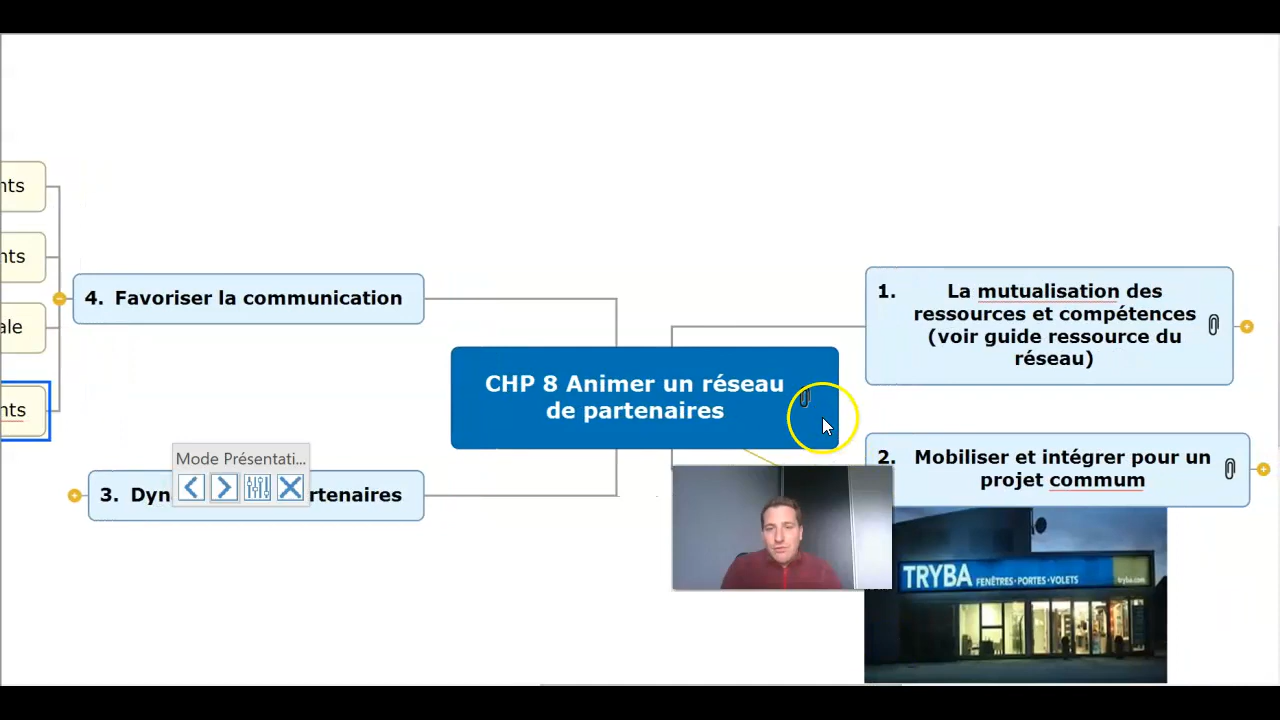 nts
nts
ale
nts
4. Favoriser la communication
Mode Présentati...
3. Dyn rtenaires
CHP 8 Animer un réseau
de partenaires
1. La mutualisation des
ressources et compétences
(voir guide ressource du
réseau)
2. Mobiliser et intégrer pour un
projet commum
TRYBA FENÊTRES·PORTES·VOLETS tryba.com